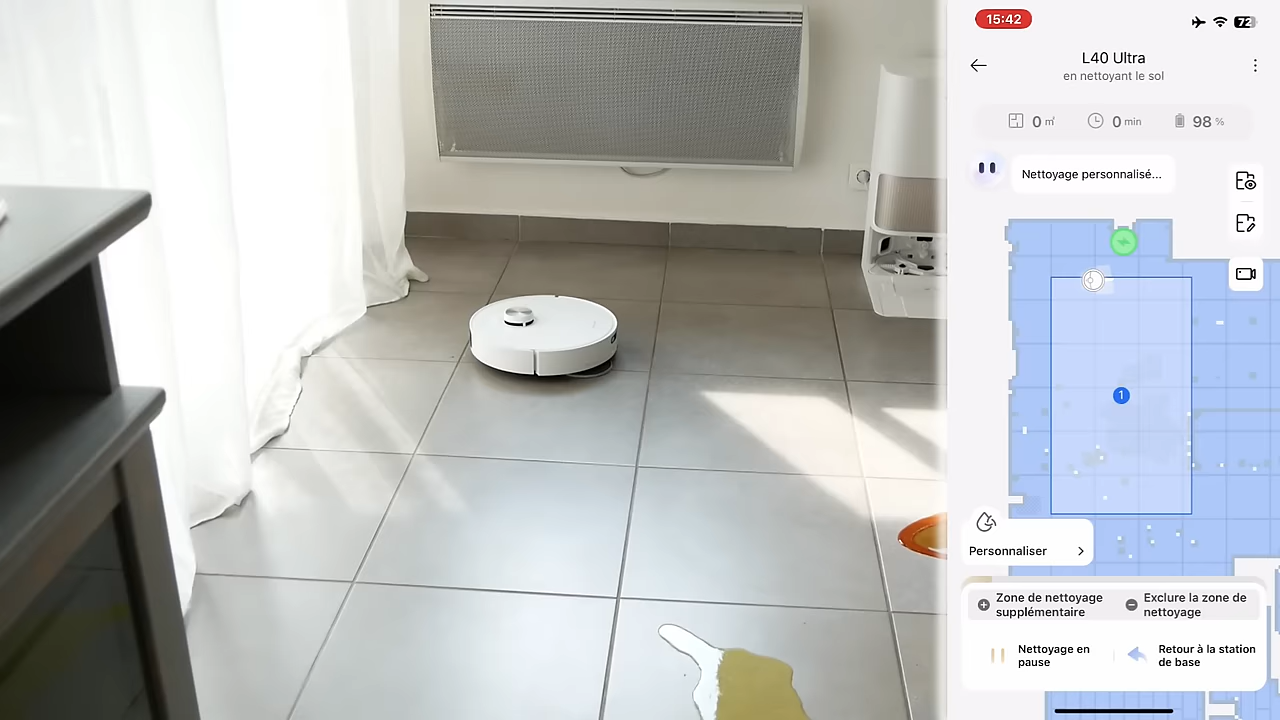 15:42
72
L40 Ultra
en nettoyant le sol
0 ㎡
0 min
98 %
Nettoyage personnalisé...
1
Personnaliser
Zone de nettoyage
supplémentaire
Exclure la zone de
nettoyage
Nettoyage en
pause
Retour à la station
de base